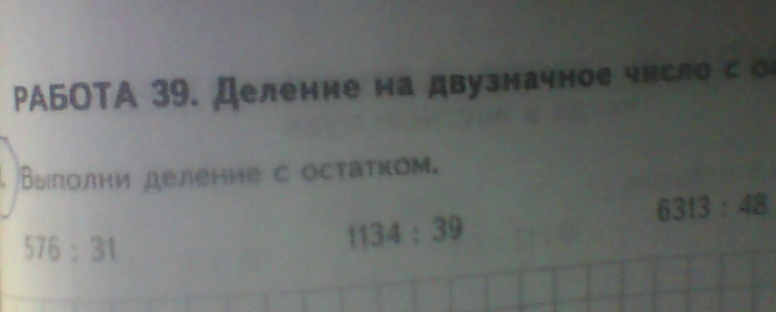 РАБОТА 39. Деление на двузначное число с
Выполни деление с остатком.
576 : 31 1134 : 39 6313 : 48